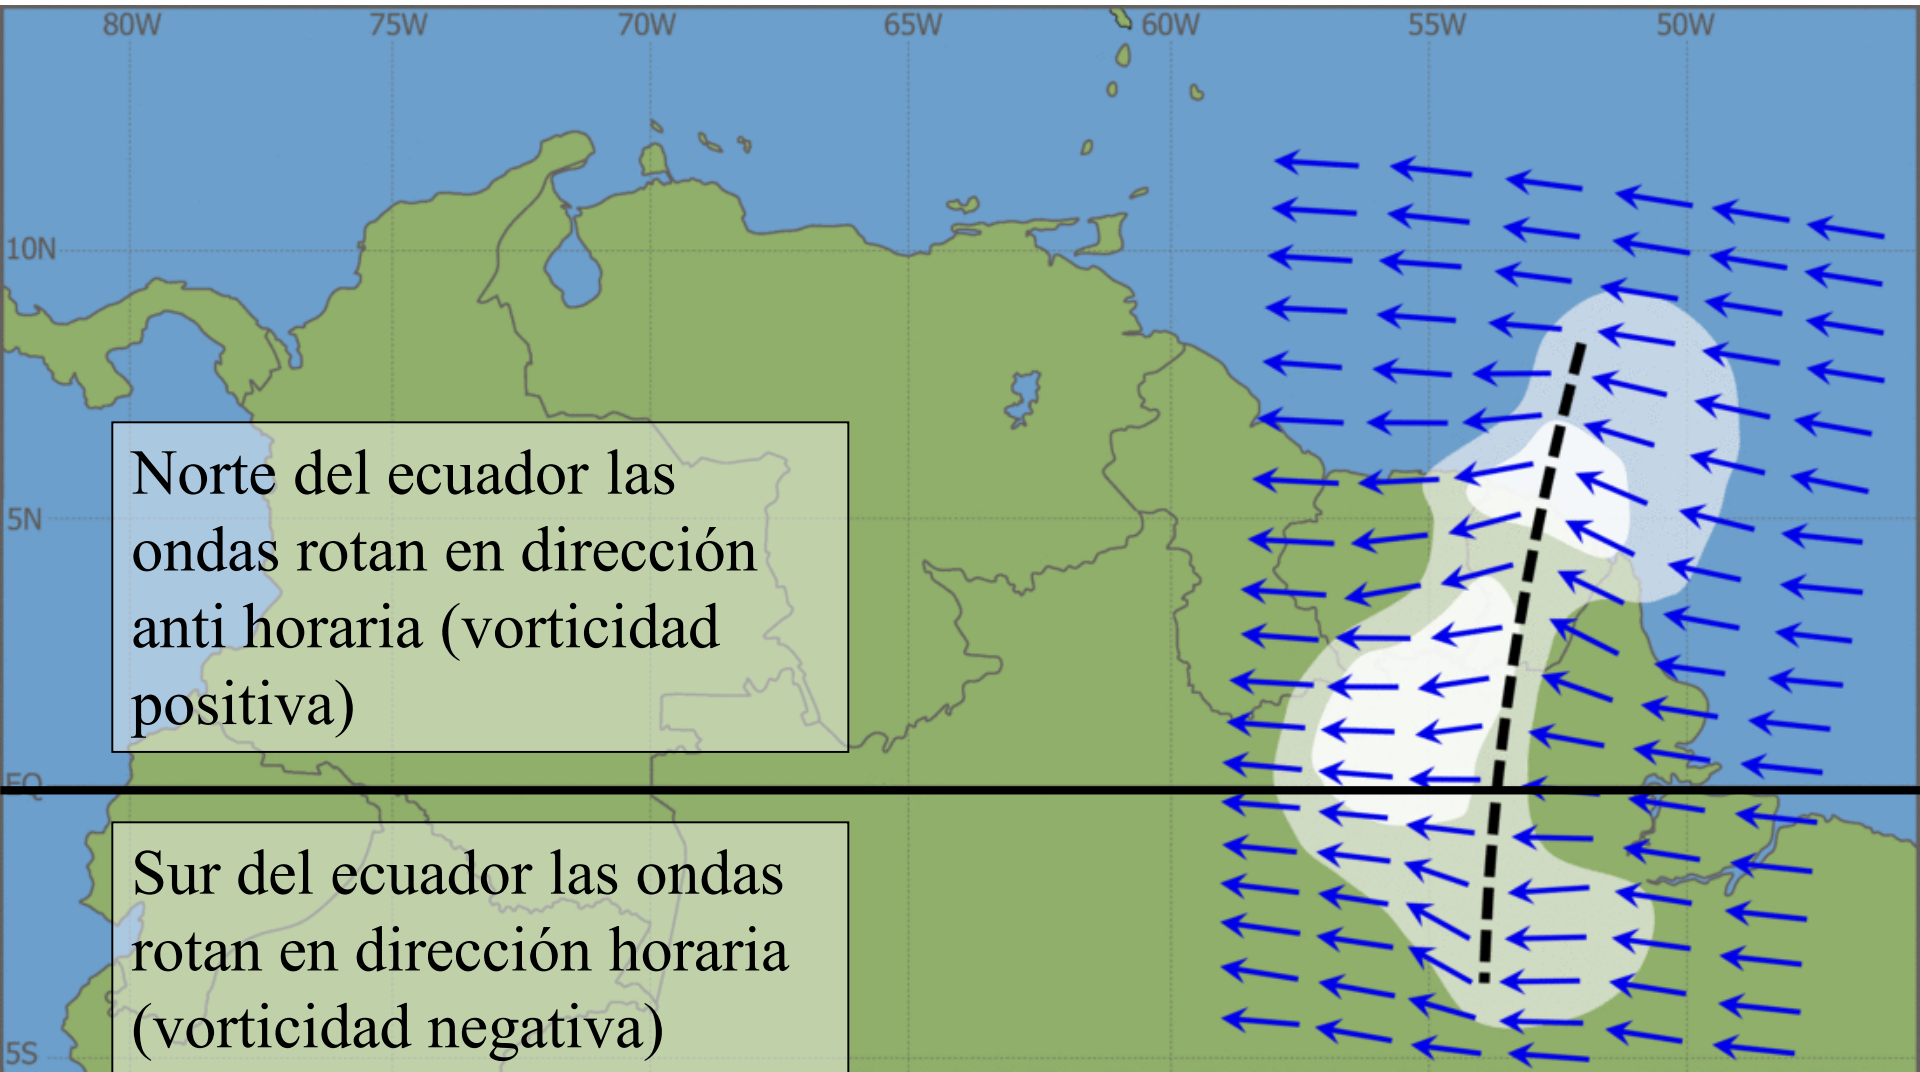 80W 75W 70W 65W 60W 55W 50W
10N
Norte del ecuador las
ondas rotan en dirección
anti horaria (vorticidad
positiva)
5N
EQ
Sur del ecuador las ondas
rotan en dirección horaria
(vorticidad negativa)
5S